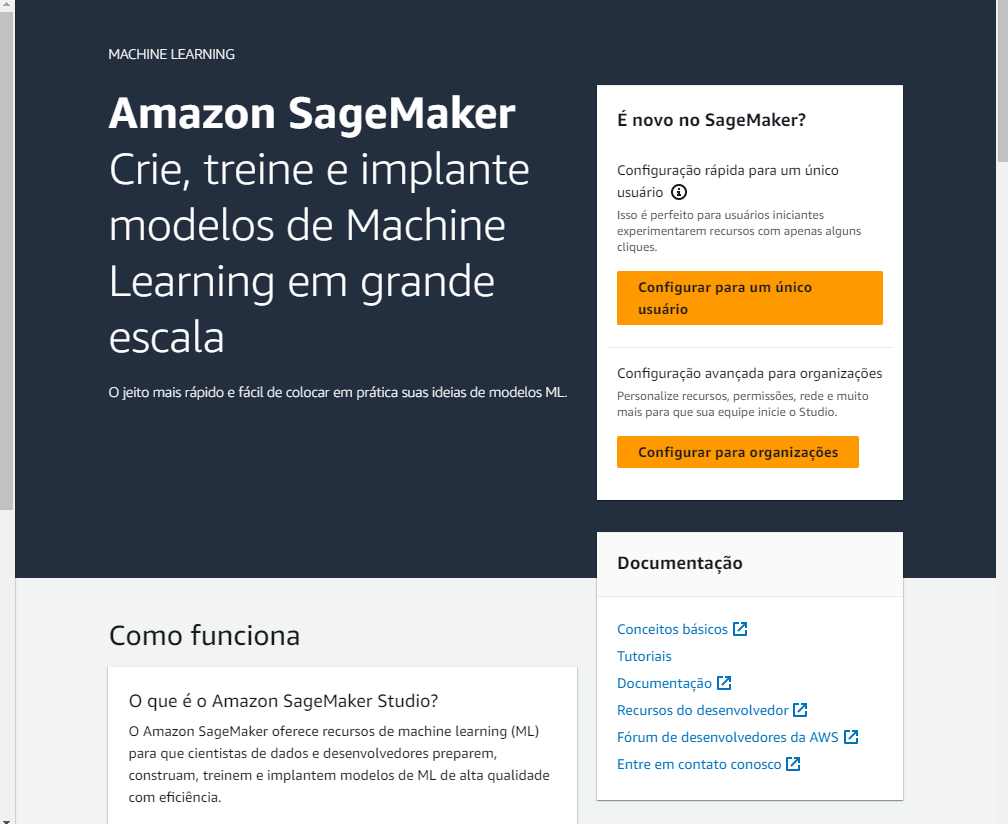 MACHINE LEARNING
Amazon SageMaker
Crie, treine e implante
modelos de Machine
Learning em grande
escala
O jeito mais rápido e fácil de colocar em prática suas ideias de modelos ML.
É novo no SageMaker?
Configuração rápida para um único
usuário
Isso é perfeito para usuários iniciantes
experimentarem recursos com apenas alguns
cliques.
Configurar para um único
usuário
Configuração avançada para organizações
Personalize recursos, permissões, rede e muito
mais para que sua equipe inicie o Studio.
Configurar para organizações
Documentação
Conceitos básicos
Tutoriais
Documentação
Recursos do desenvolvedor
Fórum de desenvolvedores da AWS
Entre em contato conosco
Como funciona
O que é o Amazon SageMaker Studio?
O Amazon SageMaker oferece recursos de machine learning (ML)
para que cientistas de dados e desenvolvedores preparem,
construam, treinem e implantem modelos de ML de alta qualidade
com eficiência.